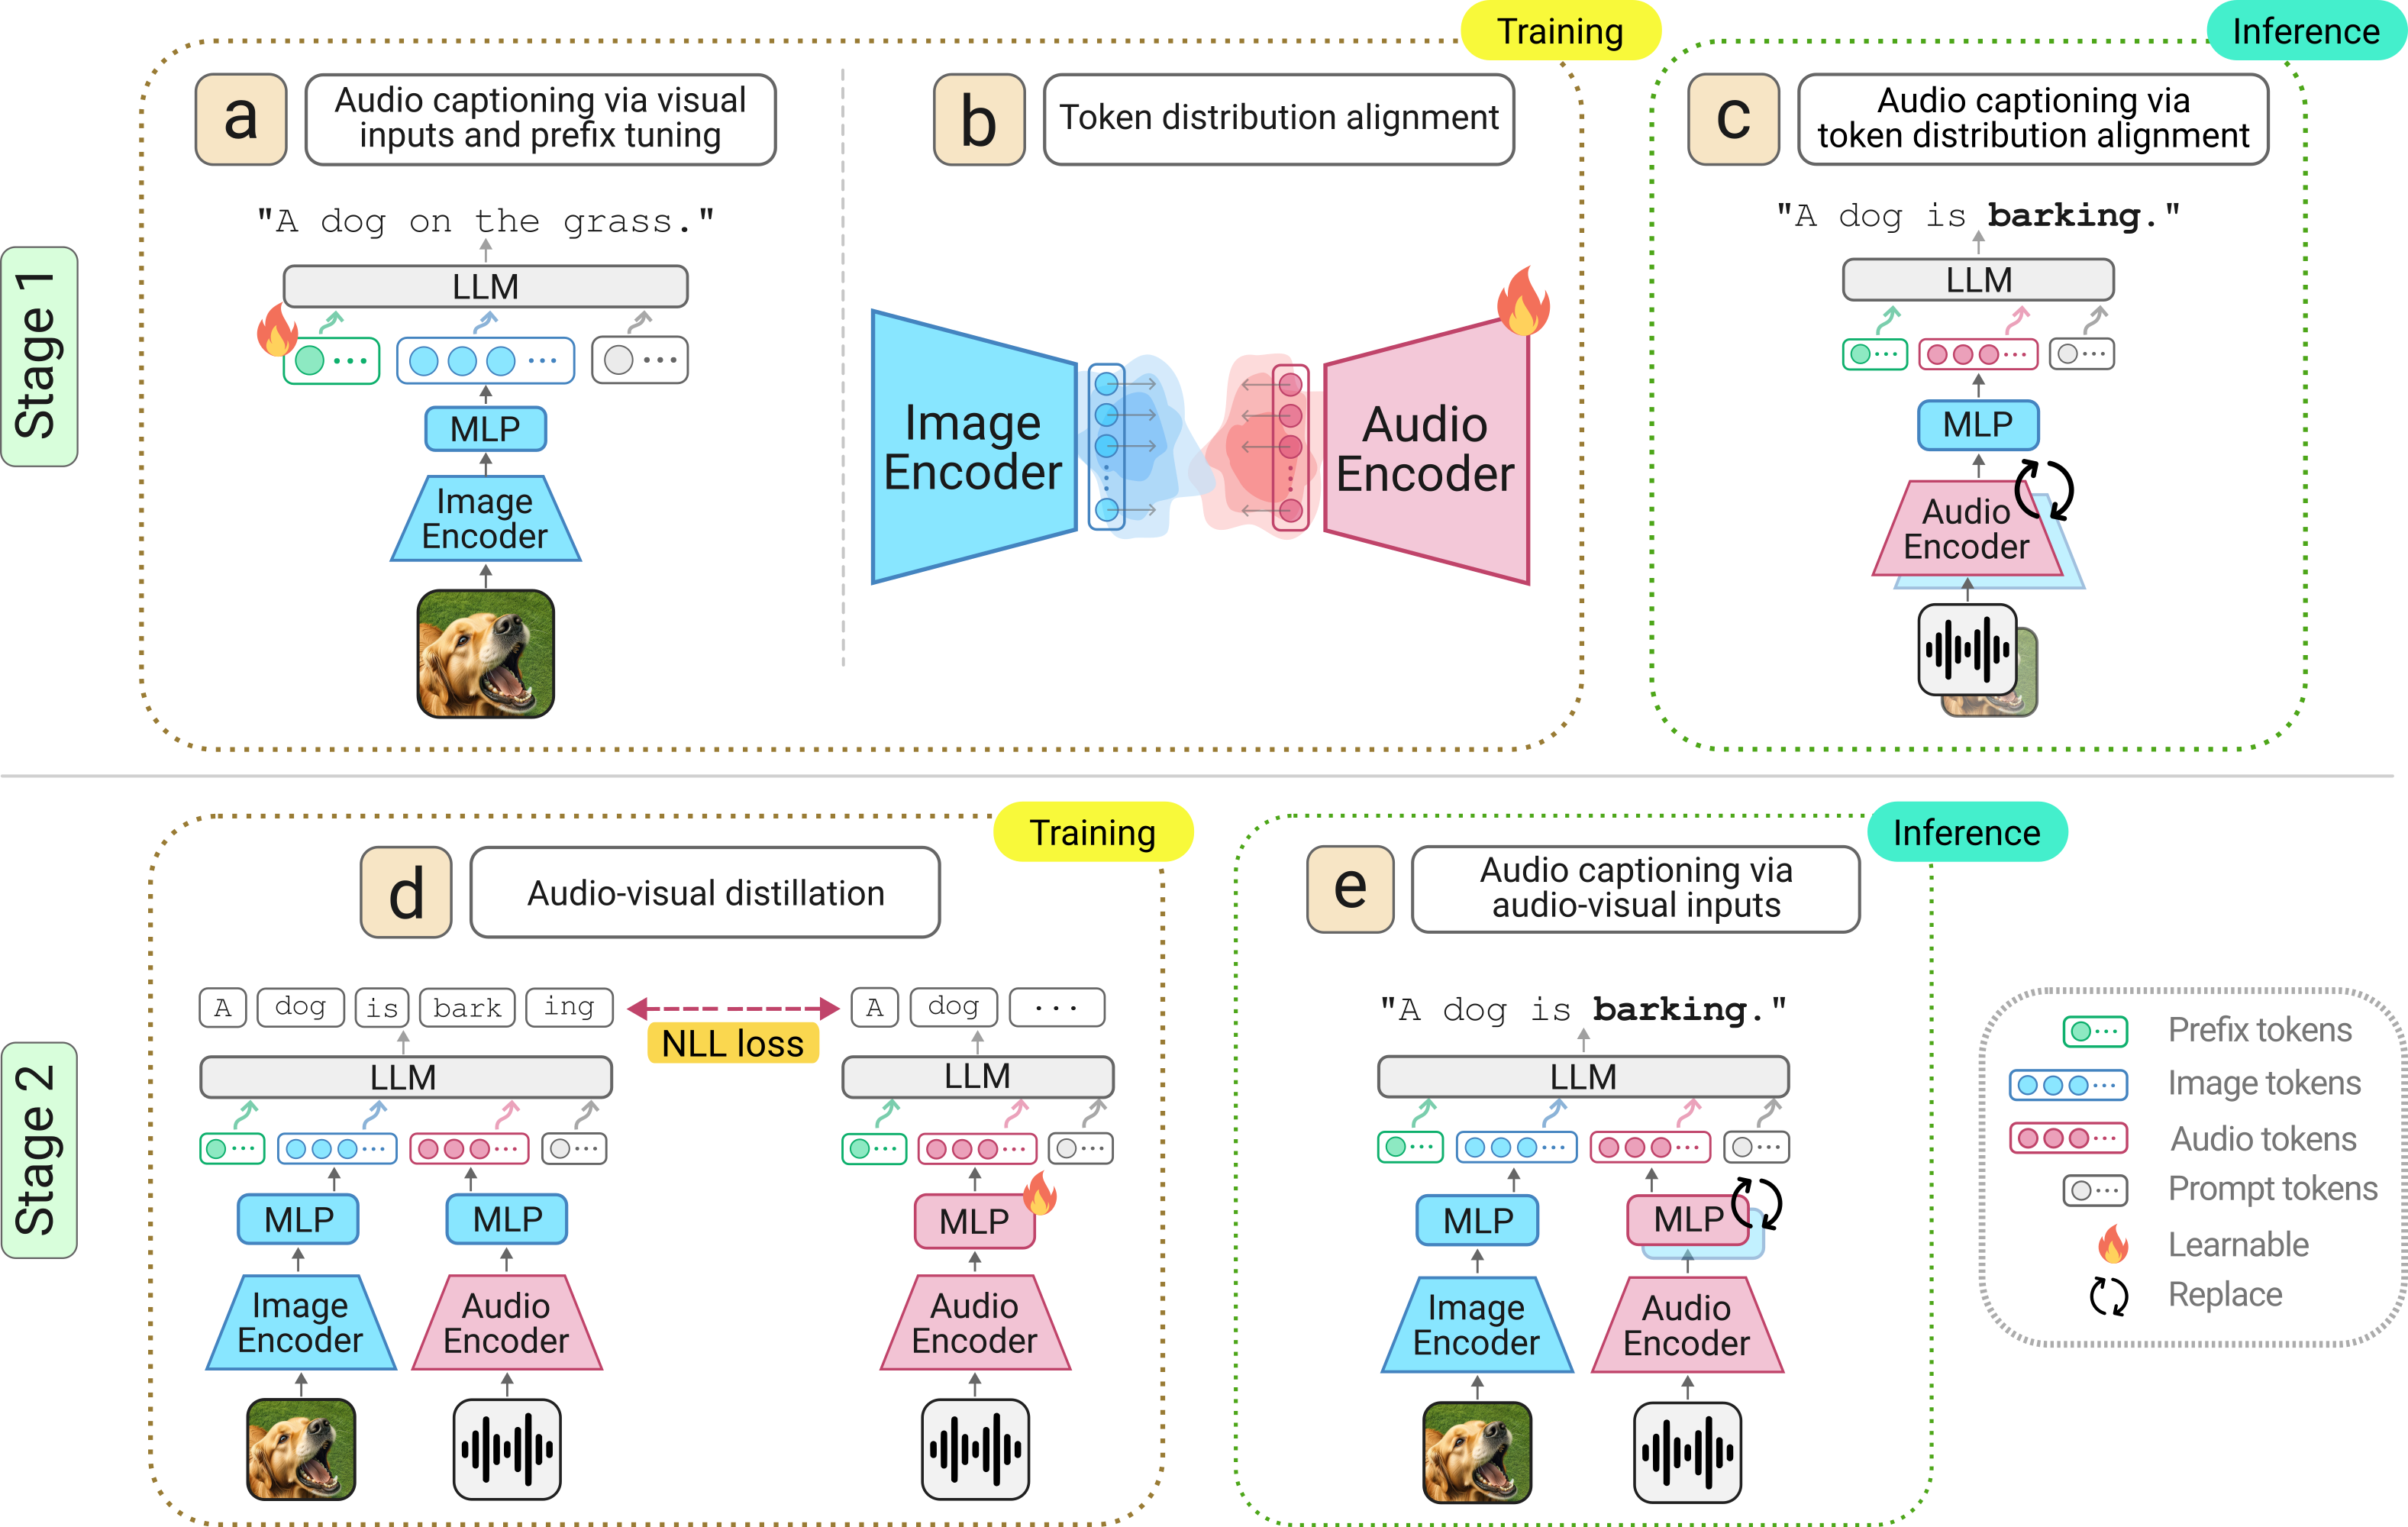 Training
Inference
Stage 1
a
Audio captioning via visual
inputs and prefix tuning
"A dog on the grass."
LLM
MLP
Image
Encoder
b
Token distribution alignment
Image
Encoder
Audio
Encoder
c
Audio captioning via
token distribution alignment
"A dog is barking."
LLM
MLP
Audio
Encoder
Stage 2
Training
Inference
d
Audio-visual distillation
A dog is bark ing
NLL loss
A dog ...
LLM
LLM
MLP
MLP
MLP
Image
Encoder
Audio
Encoder
Audio
Encoder
e
Audio captioning via
audio-visual inputs
"A dog is barking."
LLM
MLP
MLP
Image
Encoder
Audio
Encoder
Prefix tokens
Image tokens
Audio tokens
Prompt tokens
Learnable
Replace